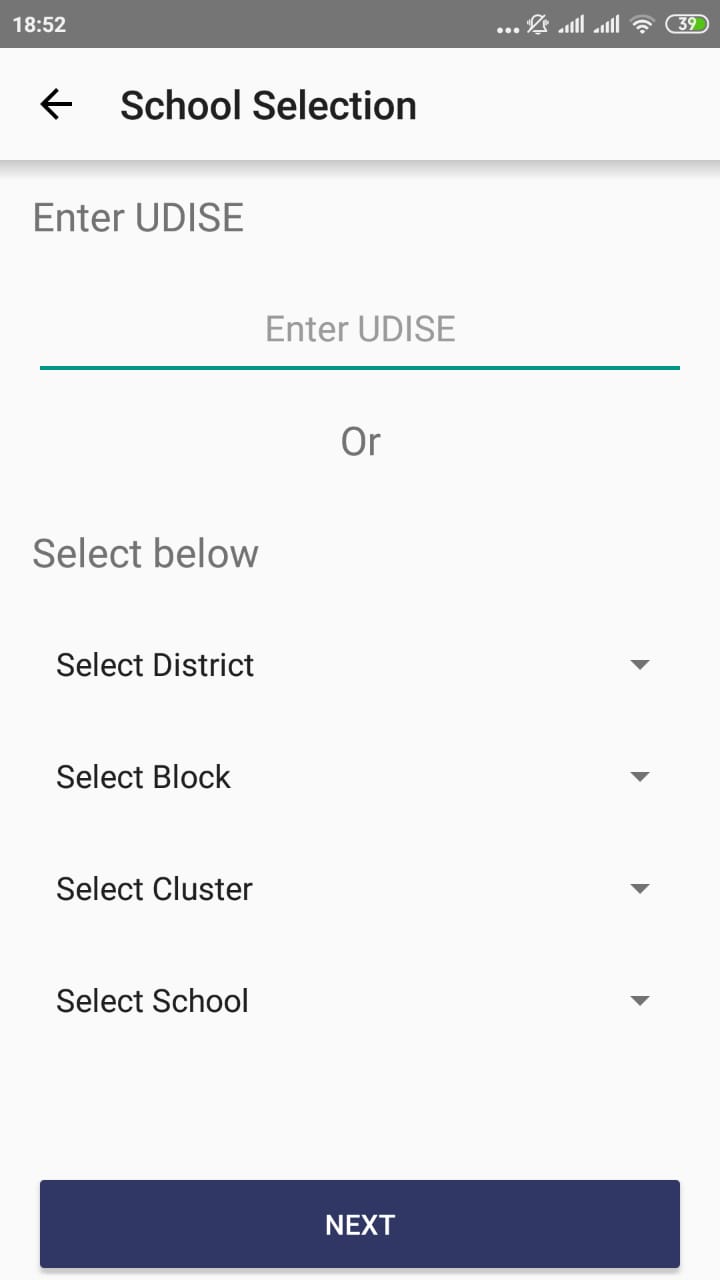 18:52
39
School Selection
Enter UDISE
Enter UDISE
Or
Select below
Select District
Select Block
Select Cluster
Select School
NEXT